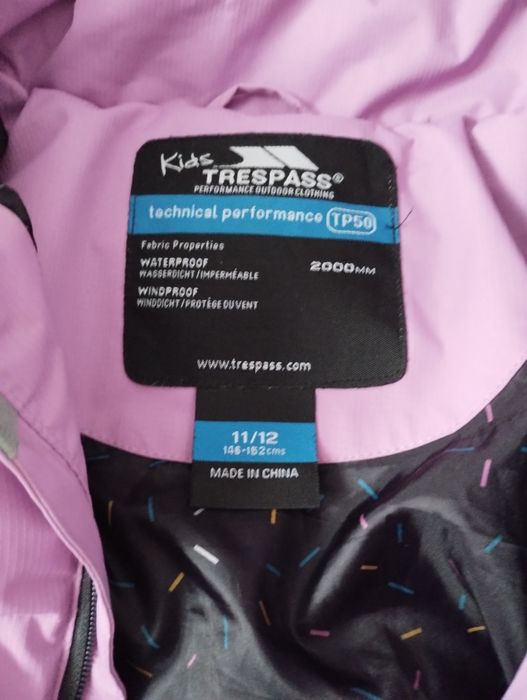 Kids
TRESPASS®
PERFORMANCE OUTDOOR CLOTHING
technical performance TP50
Fabric Properties
WATERPROOF 2000MM
WASSERDICHT/IMPERMÉABLE
WINDPROOF
WINDDICHT/PROTÈGE DU VENT
www.trespass.com
11/12
146-152cms
MADE IN CHINA